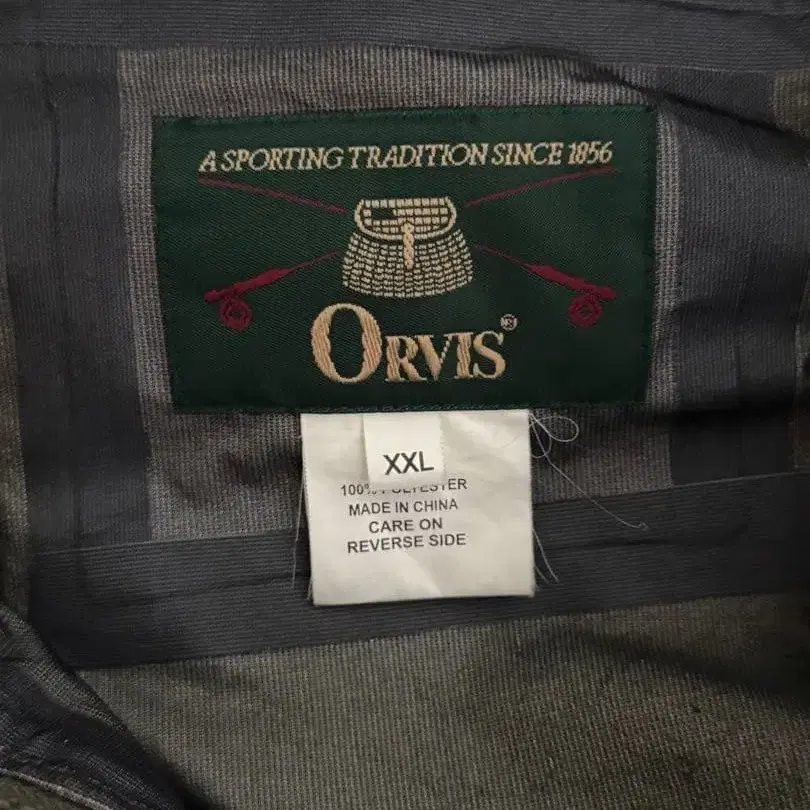 A SPORTING TRADITION SINCE 1856
ORVIS®
XXL
100% POLYESTER
MADE IN CHINA
CARE ON
REVERSE SIDE